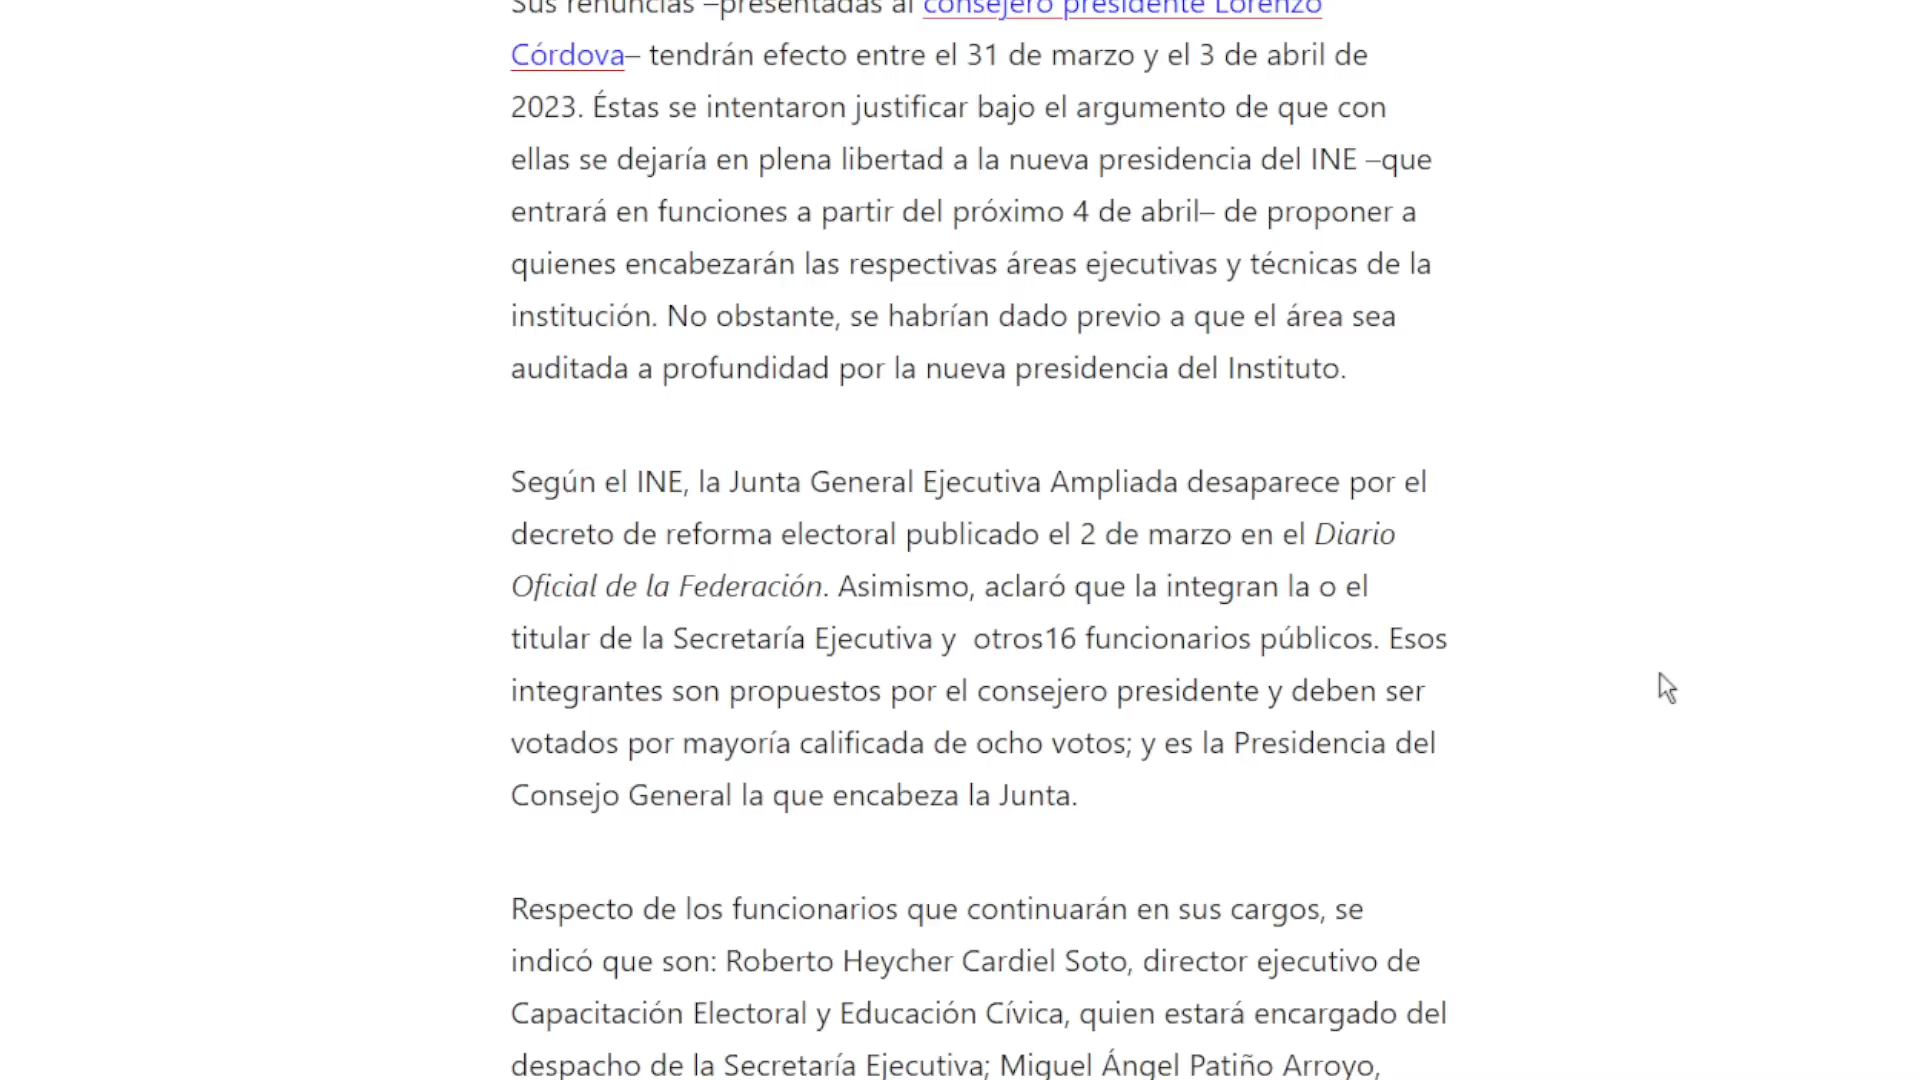 Sus renuncias –presentadas al consejero presidente Lorenzo
Córdova– tendrán efecto entre el 31 de marzo y el 3 de abril de
2023. Éstas se intentaron justificar bajo el argumento de que con
ellas se dejaría en plena libertad a la nueva presidencia del INE –que
entrará en funciones a partir del próximo 4 de abril– de proponer a
quienes encabezarán las respectivas áreas ejecutivas y técnicas de la
institución. No obstante, se habrían dado previo a que el área sea
auditada a profundidad por la nueva presidencia del Instituto.
Según el INE, la Junta General Ejecutiva Ampliada desaparece por el
decreto de reforma electoral publicado el 2 de marzo en el Diario
Oficial de la Federación. Asimismo, aclaró que la integran la o el
titular de la Secretaría Ejecutiva y  otros16 funcionarios públicos. Esos
integrantes son propuestos por el consejero presidente y deben ser
votados por mayoría calificada de ocho votos; y es la Presidencia del
Consejo General la que encabeza la Junta.
Respecto de los funcionarios que continuarán en sus cargos, se
indicó que son: Roberto Heycher Cardiel Soto, director ejecutivo de
Capacitación Electoral y Educación Cívica, quien estará encargado del
despacho de la Secretaría Ejecutiva; Miguel Ángel Patiño Arroyo,